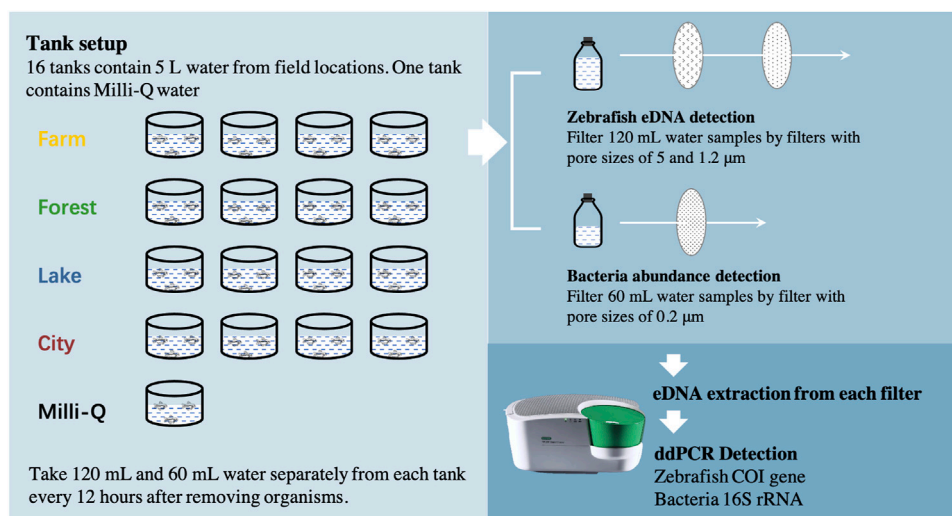 Tank setup
16 tanks contain 5 L water from field locations. One tank
contains Milli-Q water
Farm
Forest
Lake
City
Milli-Q
Take 120 mL and 60 mL water separately from each tank
every 12 hours after removing organisms.
Zebrafish eDNA detection
Filter 120 mL water samples by filters with
pore sizes of 5 and 1.2 μm
Bacteria abundance detection
Filter 60 mL water samples by filter with
pore sizes of 0.2 μm
eDNA extraction from each filter
ddPCR Detection
Zebrafish COI gene
Bacteria 16S rRNA